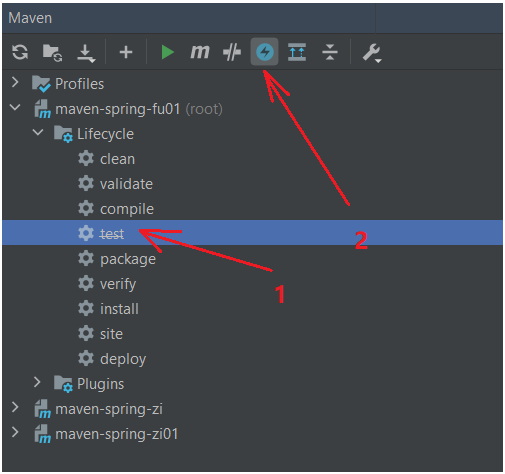 Maven
m
Profiles
maven-spring-fu01 (root)
Lifecycle
clean
validate
compile
test
package
verify
install
site
deploy
Plugins
maven-spring-zi
maven-spring-zi01
1
2